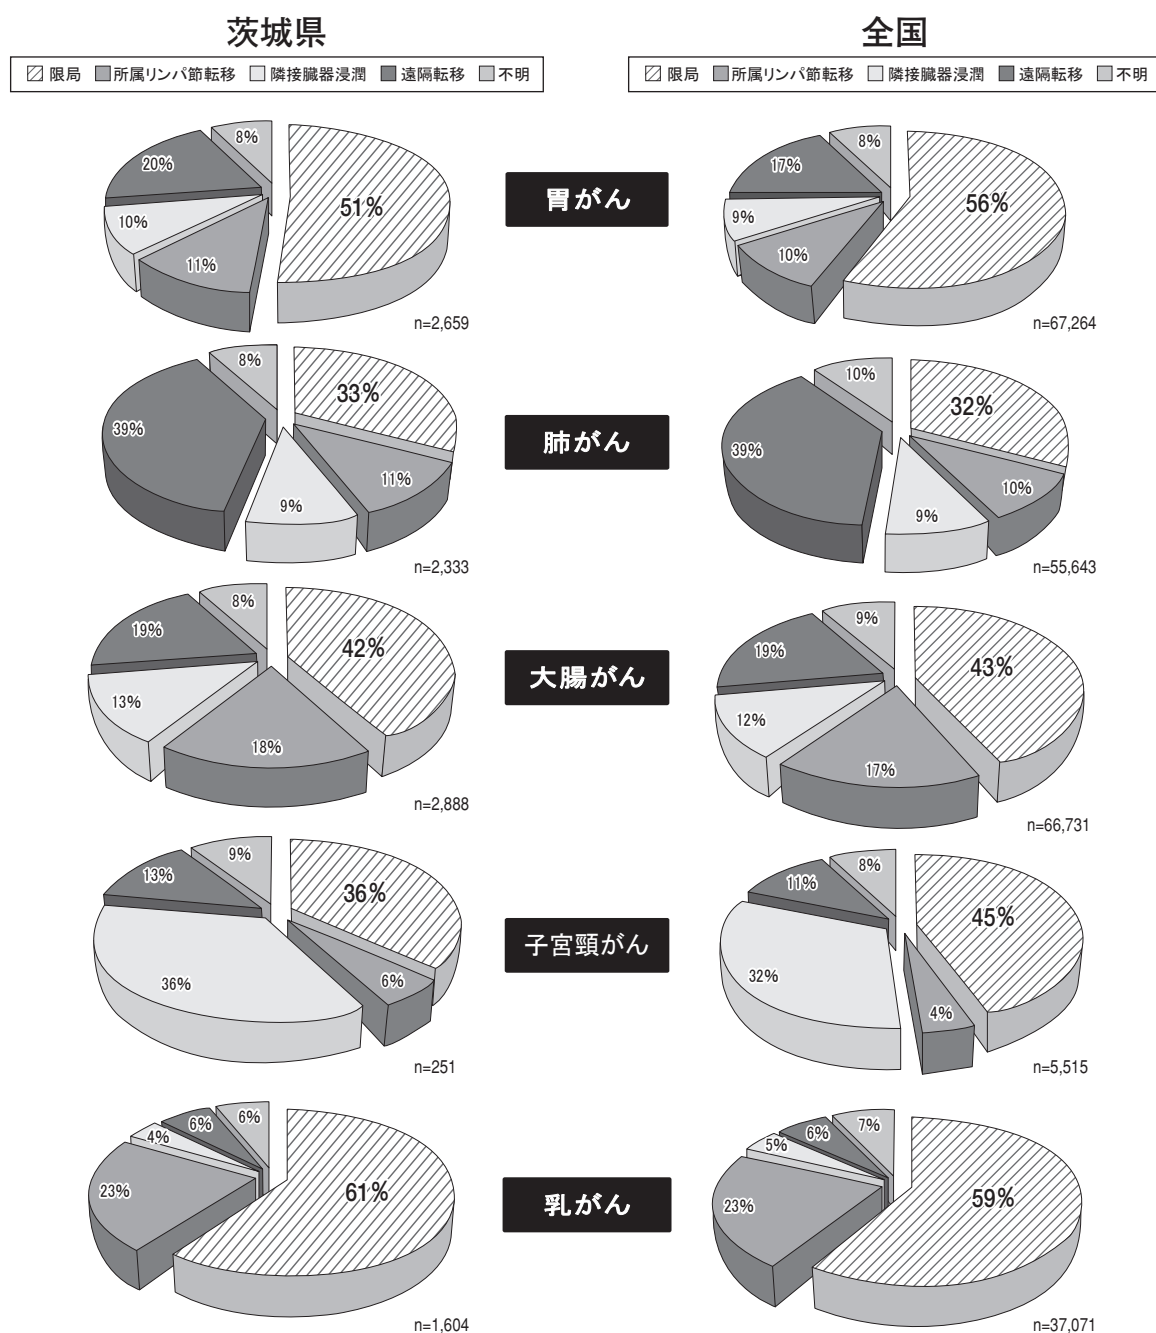 茨城県
全国
限局 所属リンパ節転移 隣接臓器浸潤 遠隔転移 不明
限局 所属リンパ節転移 隣接臓器浸潤 遠隔転移 不明
胃がん
8%
20%
51%
10%
11%
n=2,659
8%
17%
56%
9%
10%
n=67,264
肺がん
8%
33%
39%
11%
9%
n=2,333
10%
32%
39%
10%
9%
n=55,643
大腸がん
8%
19%
42%
13%
18%
n=2,888
9%
19%
43%
12%
17%
n=66,731
子宮頸がん
9%
13%
36%
36%
6%
n=251
8%
11%
45%
32%
4%
n=5,515
乳がん
6%
6%
4%
23%
61%
n=1,604
7%
6%
5%
23%
59%
n=37,071